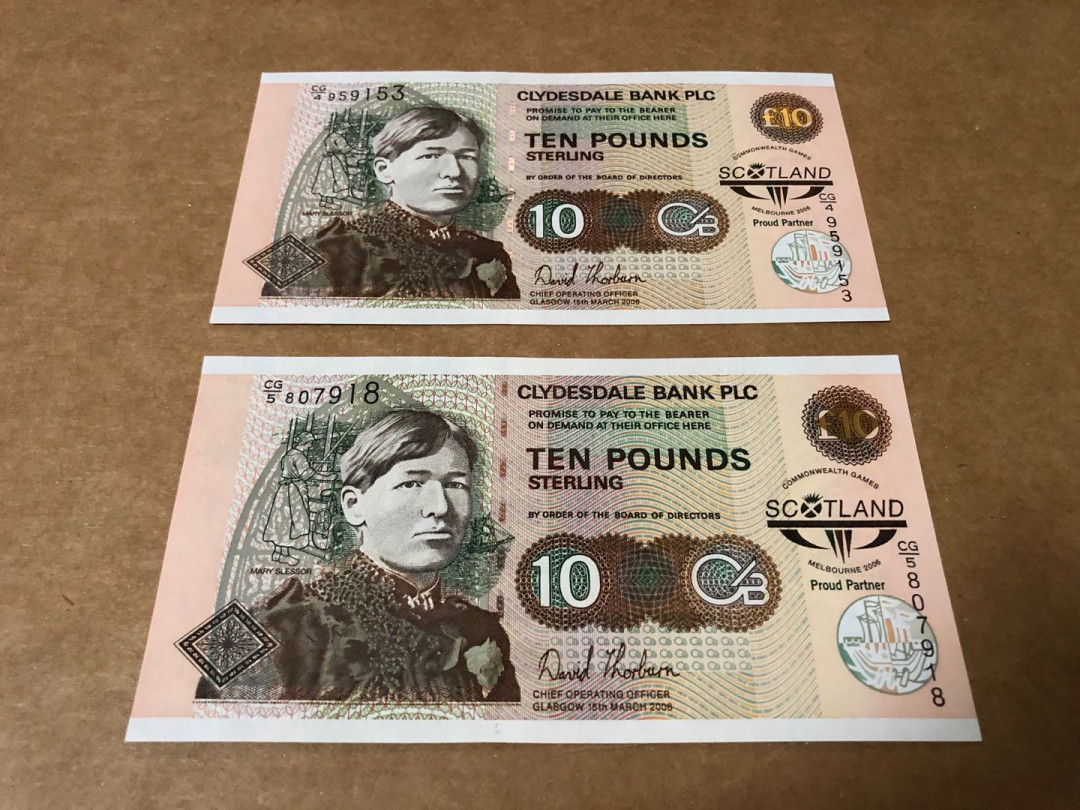 CG/4 959153
CLYDESDALE BANK PLC
PROMISE TO PAY TO THE BEARER
ON DEMAND AT THEIR OFFICE HERE
£10
TEN POUNDS
STERLING
COMMONWEALTH GAMES
SCOTLAND
BY ORDER OF THE BOARD OF DIRECTORS
MELBOURNE 2006
CG/4 959153
MARY SLESSOR
10
CB
Proud Partner
David Thorburn
CHIEF OPERATING OFFICER
GLASGOW 15th MARCH 2006
CG/5 807918
CLYDESDALE BANK PLC
PROMISE TO PAY TO THE BEARER
ON DEMAND AT THEIR OFFICE HERE
£10
TEN POUNDS
STERLING
COMMONWEALTH GAMES
SCOTLAND
BY ORDER OF THE BOARD OF DIRECTORS
MELBOURNE 2006
CG/5 807918
MARY SLESSOR
10
CB
Proud Partner
David Thorburn
CHIEF OPERATING OFFICER
GLASGOW 15th MARCH 2006